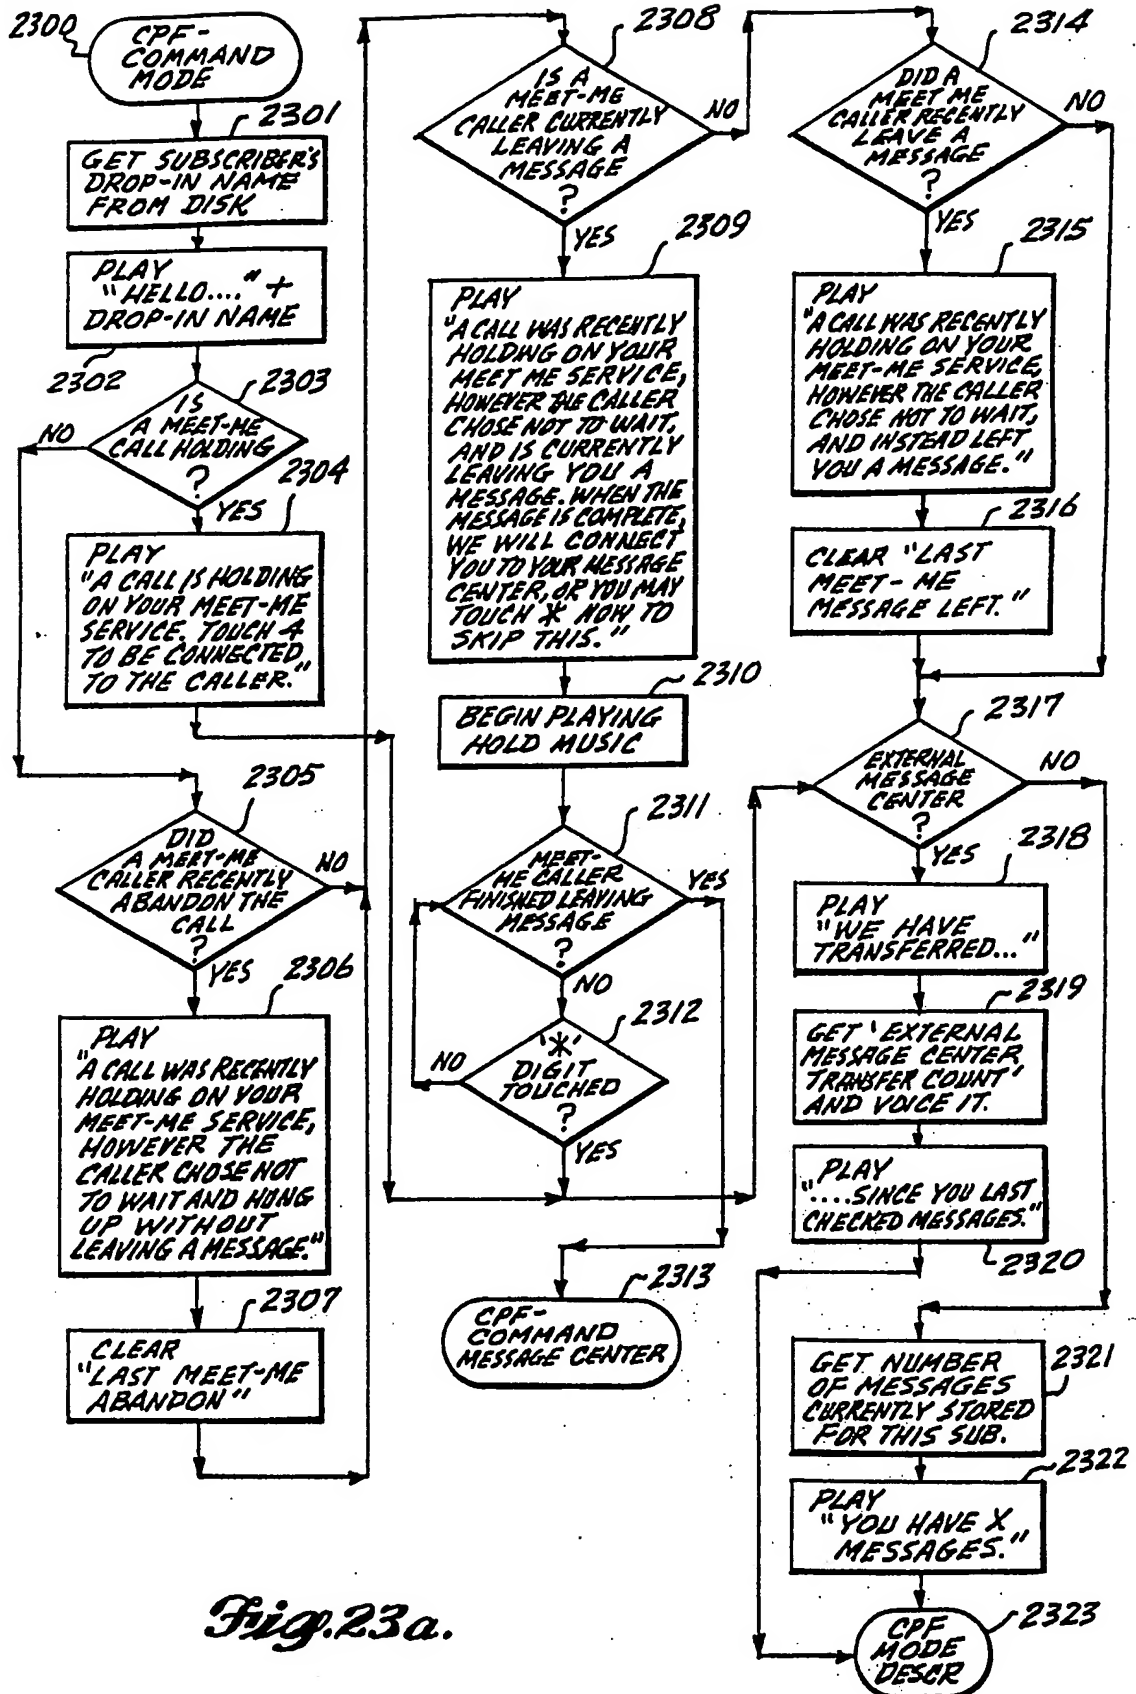 2300
CPF-
COMMAND
MODE
2301
GET SUBSCRIBER'S
DROP-IN NAME
FROM DISK
PLAY
"HELLO...." +
DROP-IN NAME
2302
2303
IS
A MEET-ME
CALL HOLDING
?
NO
YES
2304
PLAY
"A CALL IS HOLDING
ON YOUR MEET-ME
SERVICE. TOUCH 4
TO BE CONNECTED
TO THE CALLER."
2305
DID
A MEET-ME
CALLER RECENTLY
ABANDON THE
CALL
?
NO
YES
2306
PLAY
"A CALL WAS RECENTLY
HOLDING ON YOUR
MEET-ME SERVICE,
HOWEVER THE
CALLER CHOSE NOT
TO WAIT AND HUNG
UP WITHOUT
LEAVING A MESSAGE."
2307
CLEAR
"LAST MEET-ME
ABANDON"
2308
IS A
MEET-ME
CALLER CURRENTLY
LEAVING A
MESSAGE
?
NO
YES
2309
PLAY
"A CALL WAS RECENTLY
HOLDING ON YOUR
MEET ME SERVICE,
HOWEVER THE CALLER
CHOSE NOT TO WAIT,
AND IS CURRENTLY
LEAVING YOU A
MESSAGE. WHEN THE
MESSAGE IS COMPLETE,
WE WILL CONNECT
YOU TO YOUR MESSAGE
CENTER, OR YOU MAY
TOUCH * NOW TO
SKIP THIS."
2310
BEGIN PLAYING
HOLD MUSIC
2311
MEET-
ME CALLER
FINISHED LEAVING
MESSAGE
?
YES
NO
2312
'*'
DIGIT
TOUCHED
?
NO
YES
2313
CPF-
COMMAND
MESSAGE CENTER
2314
DID A
MEET ME
CALLER RECENTLY
LEAVE A
MESSAGE
?
NO
YES
2315
PLAY
"A CALL WAS RECENTLY
HOLDING ON YOUR
MEET-ME SERVICE,
HOWEVER THE CALLER
CHOSE NOT TO WAIT,
AND INSTEAD LEFT
YOU A MESSAGE."
2316
CLEAR "LAST
MEET-ME
MESSAGE LEFT."
2317
EXTERNAL
MESSAGE
CENTER
?
NO
YES
2318
PLAY
"WE HAVE
TRANSFERRED..."
2319
GET 'EXTERNAL
MESSAGE CENTER
TRANSFER COUNT'
AND VOICE IT.
PLAY
"....SINCE YOU LAST
CHECKED MESSAGES."
2320
GET NUMBER
OF MESSAGES
CURRENTLY STORED
FOR THIS SUB.
2321
2322
PLAY
"YOU HAVE X
MESSAGES."
2323
CPF
MODE
DESCR
Fig. 23a.